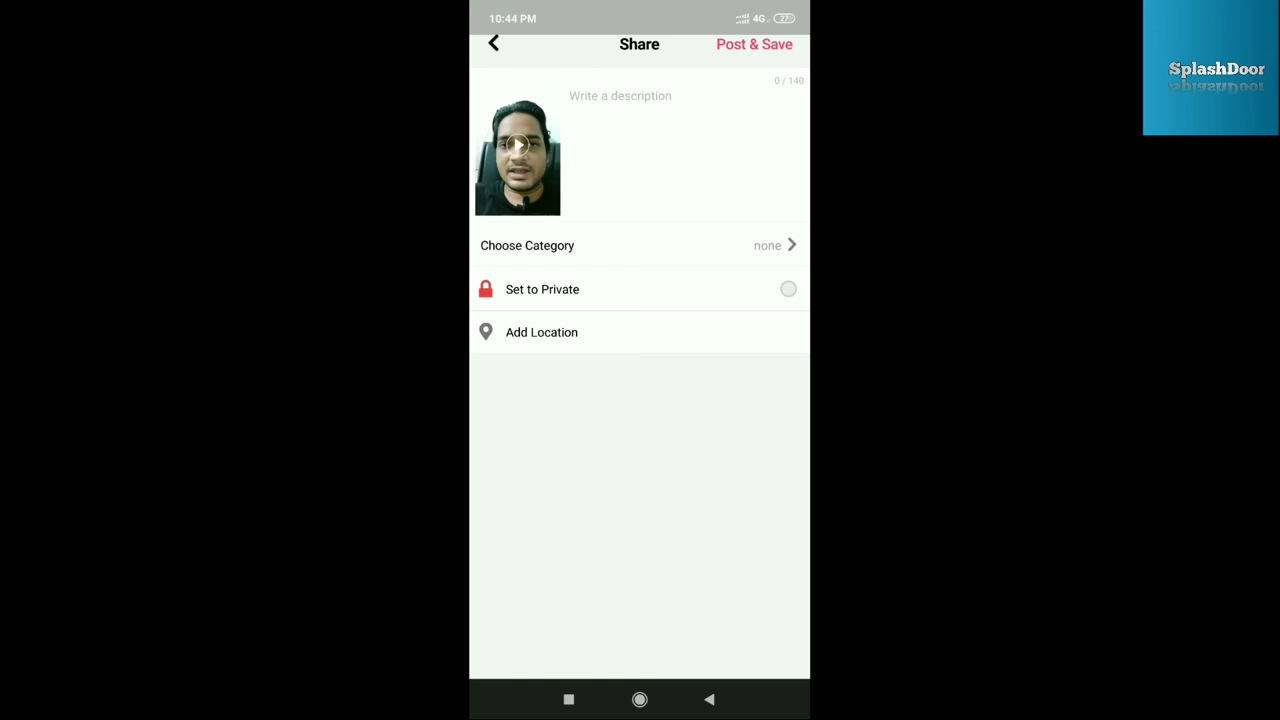 10:44 PM
4G
27
Share
Post & Save
0 / 140
Write a description
Choose Category
none
Set to Private
Add Location
SplashDoor